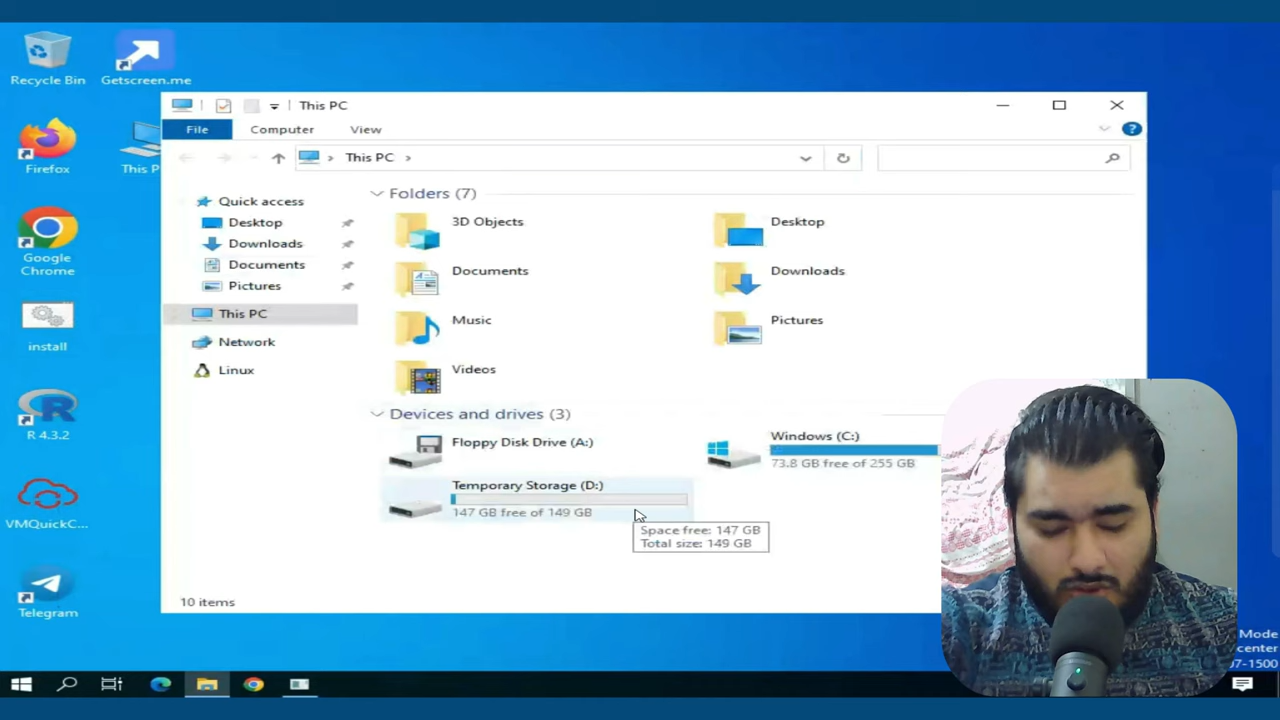 Recycle Bin
Getscreen.me
Firefox
This P
Google
Chrome
install
R 4.3.2
VMQuickC...
Telegram
This PC
File
Computer
View
This PC
Quick access
Desktop
Downloads
Documents
Pictures
This PC
Network
Linux
Folders (7)
3D Objects
Desktop
Documents
Downloads
Music
Pictures
Videos
Devices and drives (3)
Floppy Disk Drive (A:)
Windows (C:)
73.8 GB free of 255 GB
Temporary Storage (D:)
147 GB free of 149 GB
Space free: 147 GB
Total size: 149 GB
10 items
Mode
center
07-1500